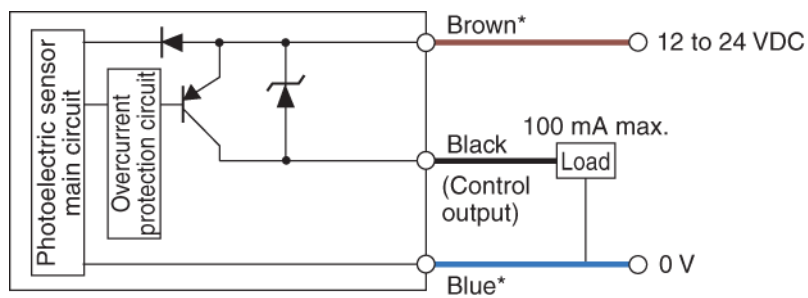 Photoelectric sensor
main circuit
Overcurrent
protection circuit
Brown*
12 to 24 VDC
100 mA max.
Black
Load
(Control
output)
0 V
Blue*